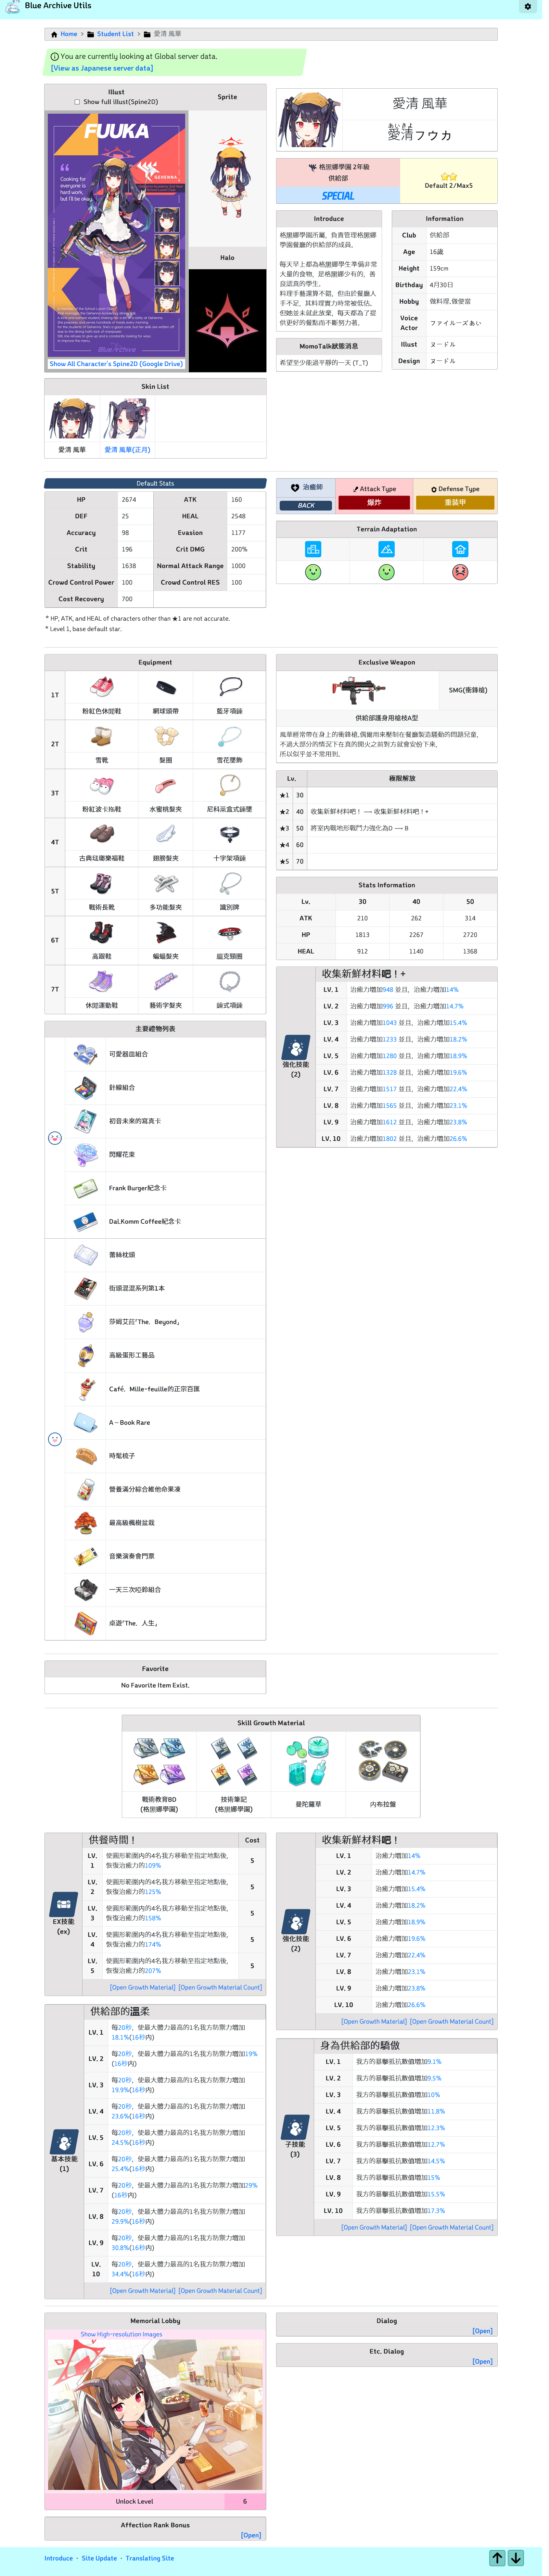 Blue Archive Utils
Home > Student List > 愛清 風華
You are currently looking at Global server data.
[View as Japanese server data]
Illust
Show full illust(Spine2D)
Sprite
FUUKA
Cooking for
everyone is
hard work,
but I'll be okay.
GEHENNA
Blue Archive
Show All Character's Spine2D (Google Drive)
Halo
Skin List
愛清 風華
愛清 風華(正月)
愛清 風華
あいきよ
愛清フウカ
格黑娜學園 2年級
供給部
SPECIAL
Default 2/Max5
Introduce
格黑娜學園所屬，負責管理格黑娜
學園餐廳的供給部的成員。
每天早上都為格黑娜學生準備非常
大量的食物，是格黑娜少有的，善
良認真的學生。
料理手藝還算不錯，但由於餐廳人
手不足，其料理實力時常被低估。
但她並未就此放棄，每天都為了提
供更好的餐點而不斷努力著。
MomoTalk狀態消息
希望至少能過平靜的一天 (T_T)
Information
Club 供給部
Age 16歲
Height 159cm
Birthday 4月30日
Hobby 做料理,做便當
Voice
Actor ファイルーズあい
Illust ヌードル
Design ヌードル
Default Stats
HP 2674 ATK 160
DEF 25 HEAL 2548
Accuracy 98 Evasion 1177
Crit 196 Crit DMG 200%
Stability 1638 Normal Attack Range 1000
Crowd Control Power 100 Crowd Control RES 100
Cost Recovery 700
* HP, ATK, and HEAL of characters other than ★1 are not accurate.
* Level 1, base default star.
治癒師
BACK
Attack Type
爆炸
Defense Type
重裝甲
Terrain Adaptation
Equipment
1T
粉紅色休閒鞋 網球頭帶 藍牙項鍊
2T
雪靴 髮圈 雪花墜飾
3T
粉紅波卡拖鞋 水蜜桃髮夾 尼科萊盒式鍊墜
4T
古典琺瑯樂福鞋 翅膀髮夾 十字架項鍊
5T
戰術長靴 多功能髮夾 識別牌
6T
高跟鞋 蝙蝠髮夾 龐克頸圈
7T
休閒運動鞋 藝術字髮夾 鍊式項鍊
Exclusive Weapon
SMG(衝鋒槍)
供給部護身用槍枝A型
風華經常帶在身上的衝鋒槍,偶爾用來壓制在餐廳製造騷動的問題兒童,
不過大部分的情況下在真的開火之前對方就會安份下來,
所以似乎並不常用到。
Lv. 極限解放
★1 30
★2 40 收集新鮮材料吧！ ── 收集新鮮材料吧！+
★3 50 將室內戰地形戰鬥力強化為D ── B
★4 60
★5 70
Stats Information
Lv. 30 40 50
ATK 210 262 314
HP 1813 2267 2720
HEAL 912 1140 1368
強化技能
(2)
收集新鮮材料吧！+
LV. 1 治癒力增加948 並且，治癒力增加14%
LV. 2 治癒力增加996 並且，治癒力增加14.7%
LV. 3 治癒力增加1043 並且，治癒力增加15.4%
LV. 4 治癒力增加1233 並且，治癒力增加18.2%
LV. 5 治癒力增加1280 並且，治癒力增加18.9%
LV. 6 治癒力增加1328 並且，治癒力增加19.6%
LV. 7 治癒力增加1517 並且，治癒力增加22.4%
LV. 8 治癒力增加1565 並且，治癒力增加23.1%
LV. 9 治癒力增加1612 並且，治癒力增加23.8%
LV. 10 治癒力增加1802 並且，治癒力增加26.6%
主要禮物列表
可愛器皿組合
針線組合
初音未來的寫真卡
閃耀花束
Frank Burger紀念卡
Dal.Komm Coffee紀念卡
蕾絲枕頭
街頭混混系列第1本
莎姆艾菈「The．Beyond」
高級蛋形工藝品
Café．Mille-feuille的正宗百匯
A－Book Rare
時髦梳子
營養滿分綜合維他命果凍
最高級楓樹盆栽
音樂演奏會門票
一天三次啞鈴組合
桌遊「The．人生」
Favorite
No Favorite Item Exist.
Skill Growth Material
戰術教育BD
(格黑娜學園)
技術筆記
(格黑娜學園)
曼陀羅草
內布拉盤
EX技能
(ex)
供餐時間！ Cost
LV.
1 使圓形範圍内的4名我方移動至指定地點後，
恢復治癒力的109% 5
LV.
2 使圓形範圍内的4名我方移動至指定地點後，
恢復治癒力的125% 5
LV.
3 使圓形範圍内的4名我方移動至指定地點後，
恢復治癒力的158% 5
LV.
4 使圓形範圍内的4名我方移動至指定地點後，
恢復治癒力的174% 5
LV.
5 使圓形範圍内的4名我方移動至指定地點後，
恢復治癒力的207% 5
[Open Growth Material] [Open Growth Material Count]
強化技能
(2)
收集新鮮材料吧！
LV. 1 治癒力增加14%
LV. 2 治癒力增加14.7%
LV. 3 治癒力增加15.4%
LV. 4 治癒力增加18.2%
LV. 5 治癒力增加18.9%
LV. 6 治癒力增加19.6%
LV. 7 治癒力增加22.4%
LV. 8 治癒力增加23.1%
LV. 9 治癒力增加23.8%
LV. 10 治癒力增加26.6%
[Open Growth Material] [Open Growth Material Count]
基本技能
(1)
供給部的溫柔
LV. 1 每20秒，使最大體力最高的1名我方防禦力增加
18.1%(16秒內)
LV. 2 每20秒，使最大體力最高的1名我方防禦力增加19%
(16秒內)
LV. 3 每20秒，使最大體力最高的1名我方防禦力增加
19.9%(16秒內)
LV. 4 每20秒，使最大體力最高的1名我方防禦力增加
23.6%(16秒內)
LV. 5 每20秒，使最大體力最高的1名我方防禦力增加
24.5%(16秒內)
LV. 6 每20秒，使最大體力最高的1名我方防禦力增加
25.4%(16秒內)
LV. 7 每20秒，使最大體力最高的1名我方防禦力增加29%
(16秒內)
LV. 8 每20秒，使最大體力最高的1名我方防禦力增加
29.9%(16秒內)
LV. 9 每20秒，使最大體力最高的1名我方防禦力增加
30.8%(16秒內)
LV.
10 每20秒，使最大體力最高的1名我方防禦力增加
34.4%(16秒內)
[Open Growth Material] [Open Growth Material Count]
子技能
(3)
身為供給部的驕傲
LV. 1 我方的暴擊抵抗數值增加9.1%
LV. 2 我方的暴擊抵抗數值增加9.5%
LV. 3 我方的暴擊抵抗數值增加10%
LV. 4 我方的暴擊抵抗數值增加11.8%
LV. 5 我方的暴擊抵抗數值增加12.3%
LV. 6 我方的暴擊抵抗數值增加12.7%
LV. 7 我方的暴擊抵抗數值增加14.5%
LV. 8 我方的暴擊抵抗數值增加15%
LV. 9 我方的暴擊抵抗數值增加15.5%
LV. 10 我方的暴擊抵抗數值增加17.3%
[Open Growth Material] [Open Growth Material Count]
Memorial Lobby
Show High-resolution Images
Unlock Level 6
Affection Rank Bonus
[Open]
Dialog
[Open]
Etc. Dialog
[Open]
Introduce · Site Update · Translating Site